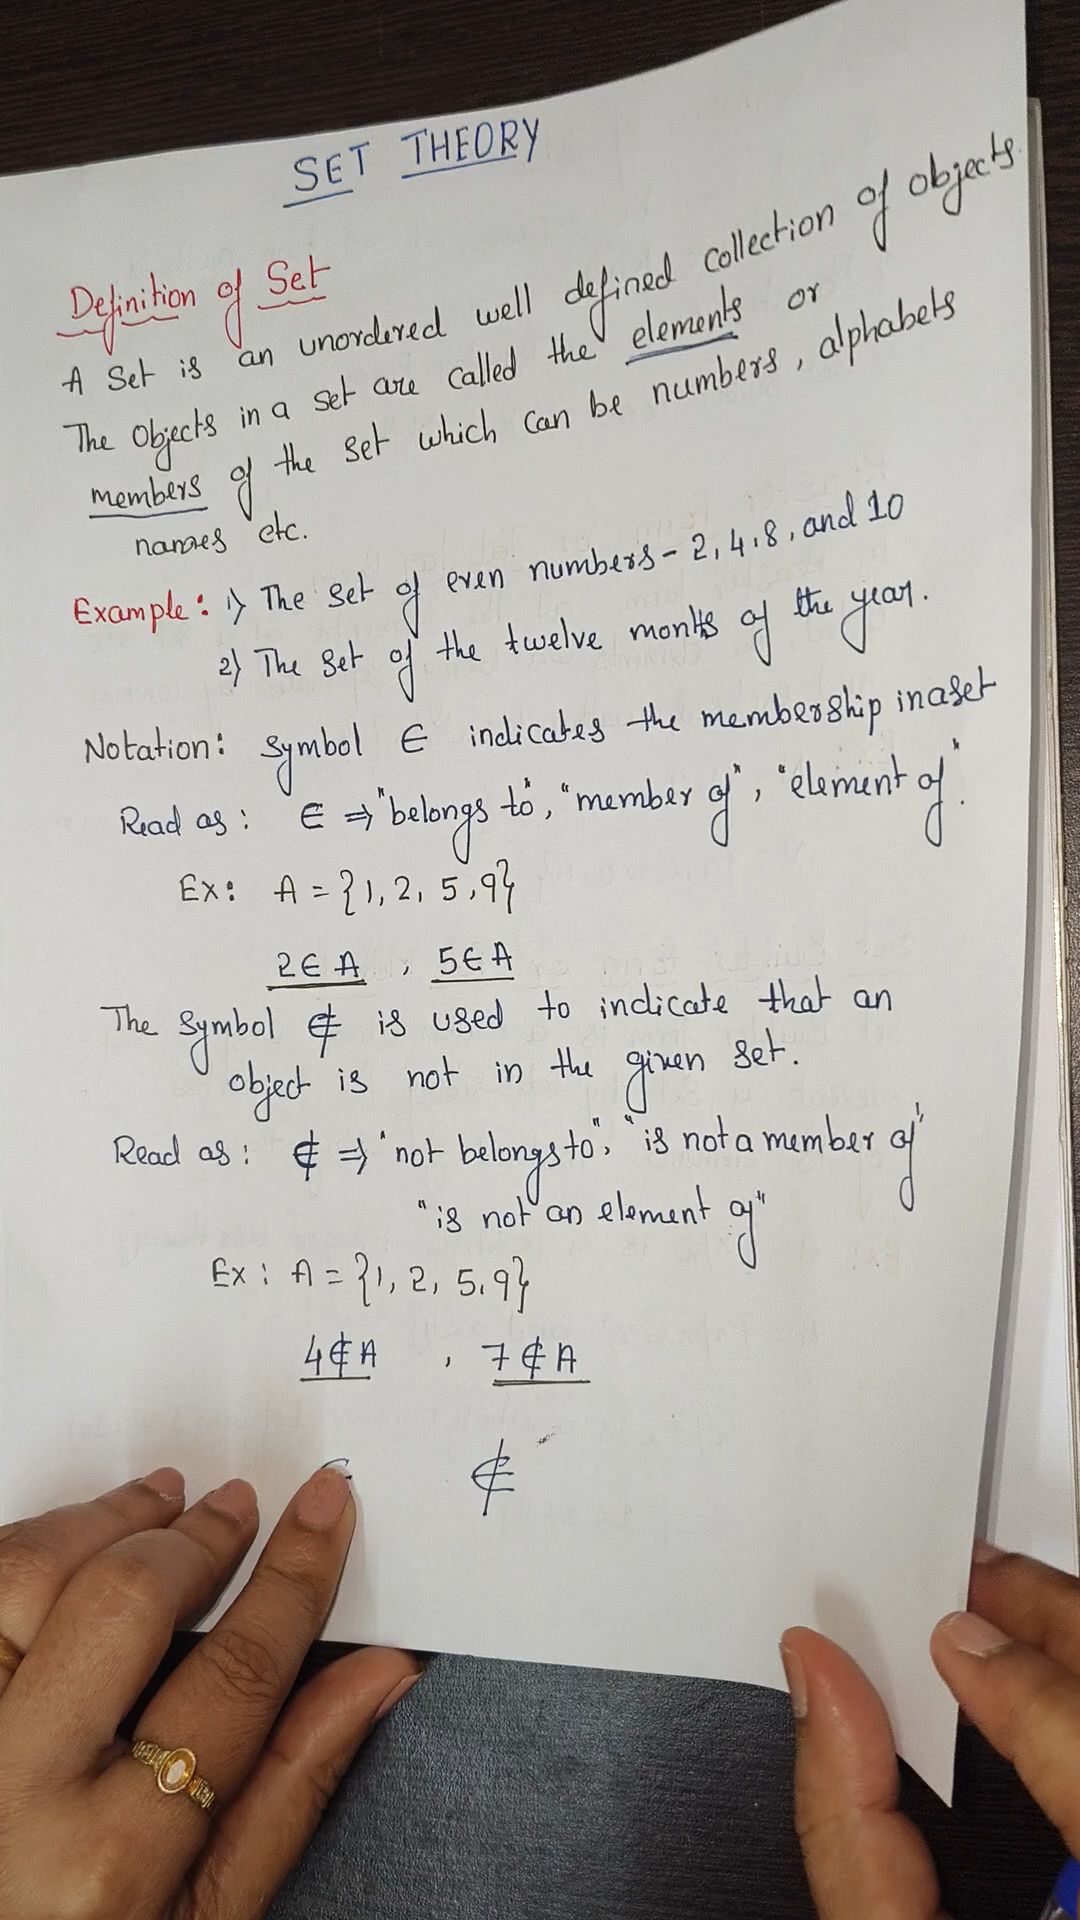 SET THEORY
Definition of Set
A Set is an unordered well defined collection of objects.
The Objects in a set are called the elements or
members of the set which can be numbers, alphabets
names etc.
Example: 1) The set of even numbers - 2, 4, 8, and 10
2) The set of the twelve months of the year.
Notation: Symbol ∈ indicates the membership in a set
Read as: ∈ ⇒ "belongs to", "member of", "element of".
Ex: A = {1, 2, 5, 9}
2 ∈ A , 5 ∈ A
The Symbol ∉ is used to indicate that an
object is not in the given set.
Read as: ∉ ⇒ "not belongs to", "is not a member of"
"is not an element of"
Ex: A = {1, 2, 5, 9}
4 ∉ A , 7 ∉ A
∉